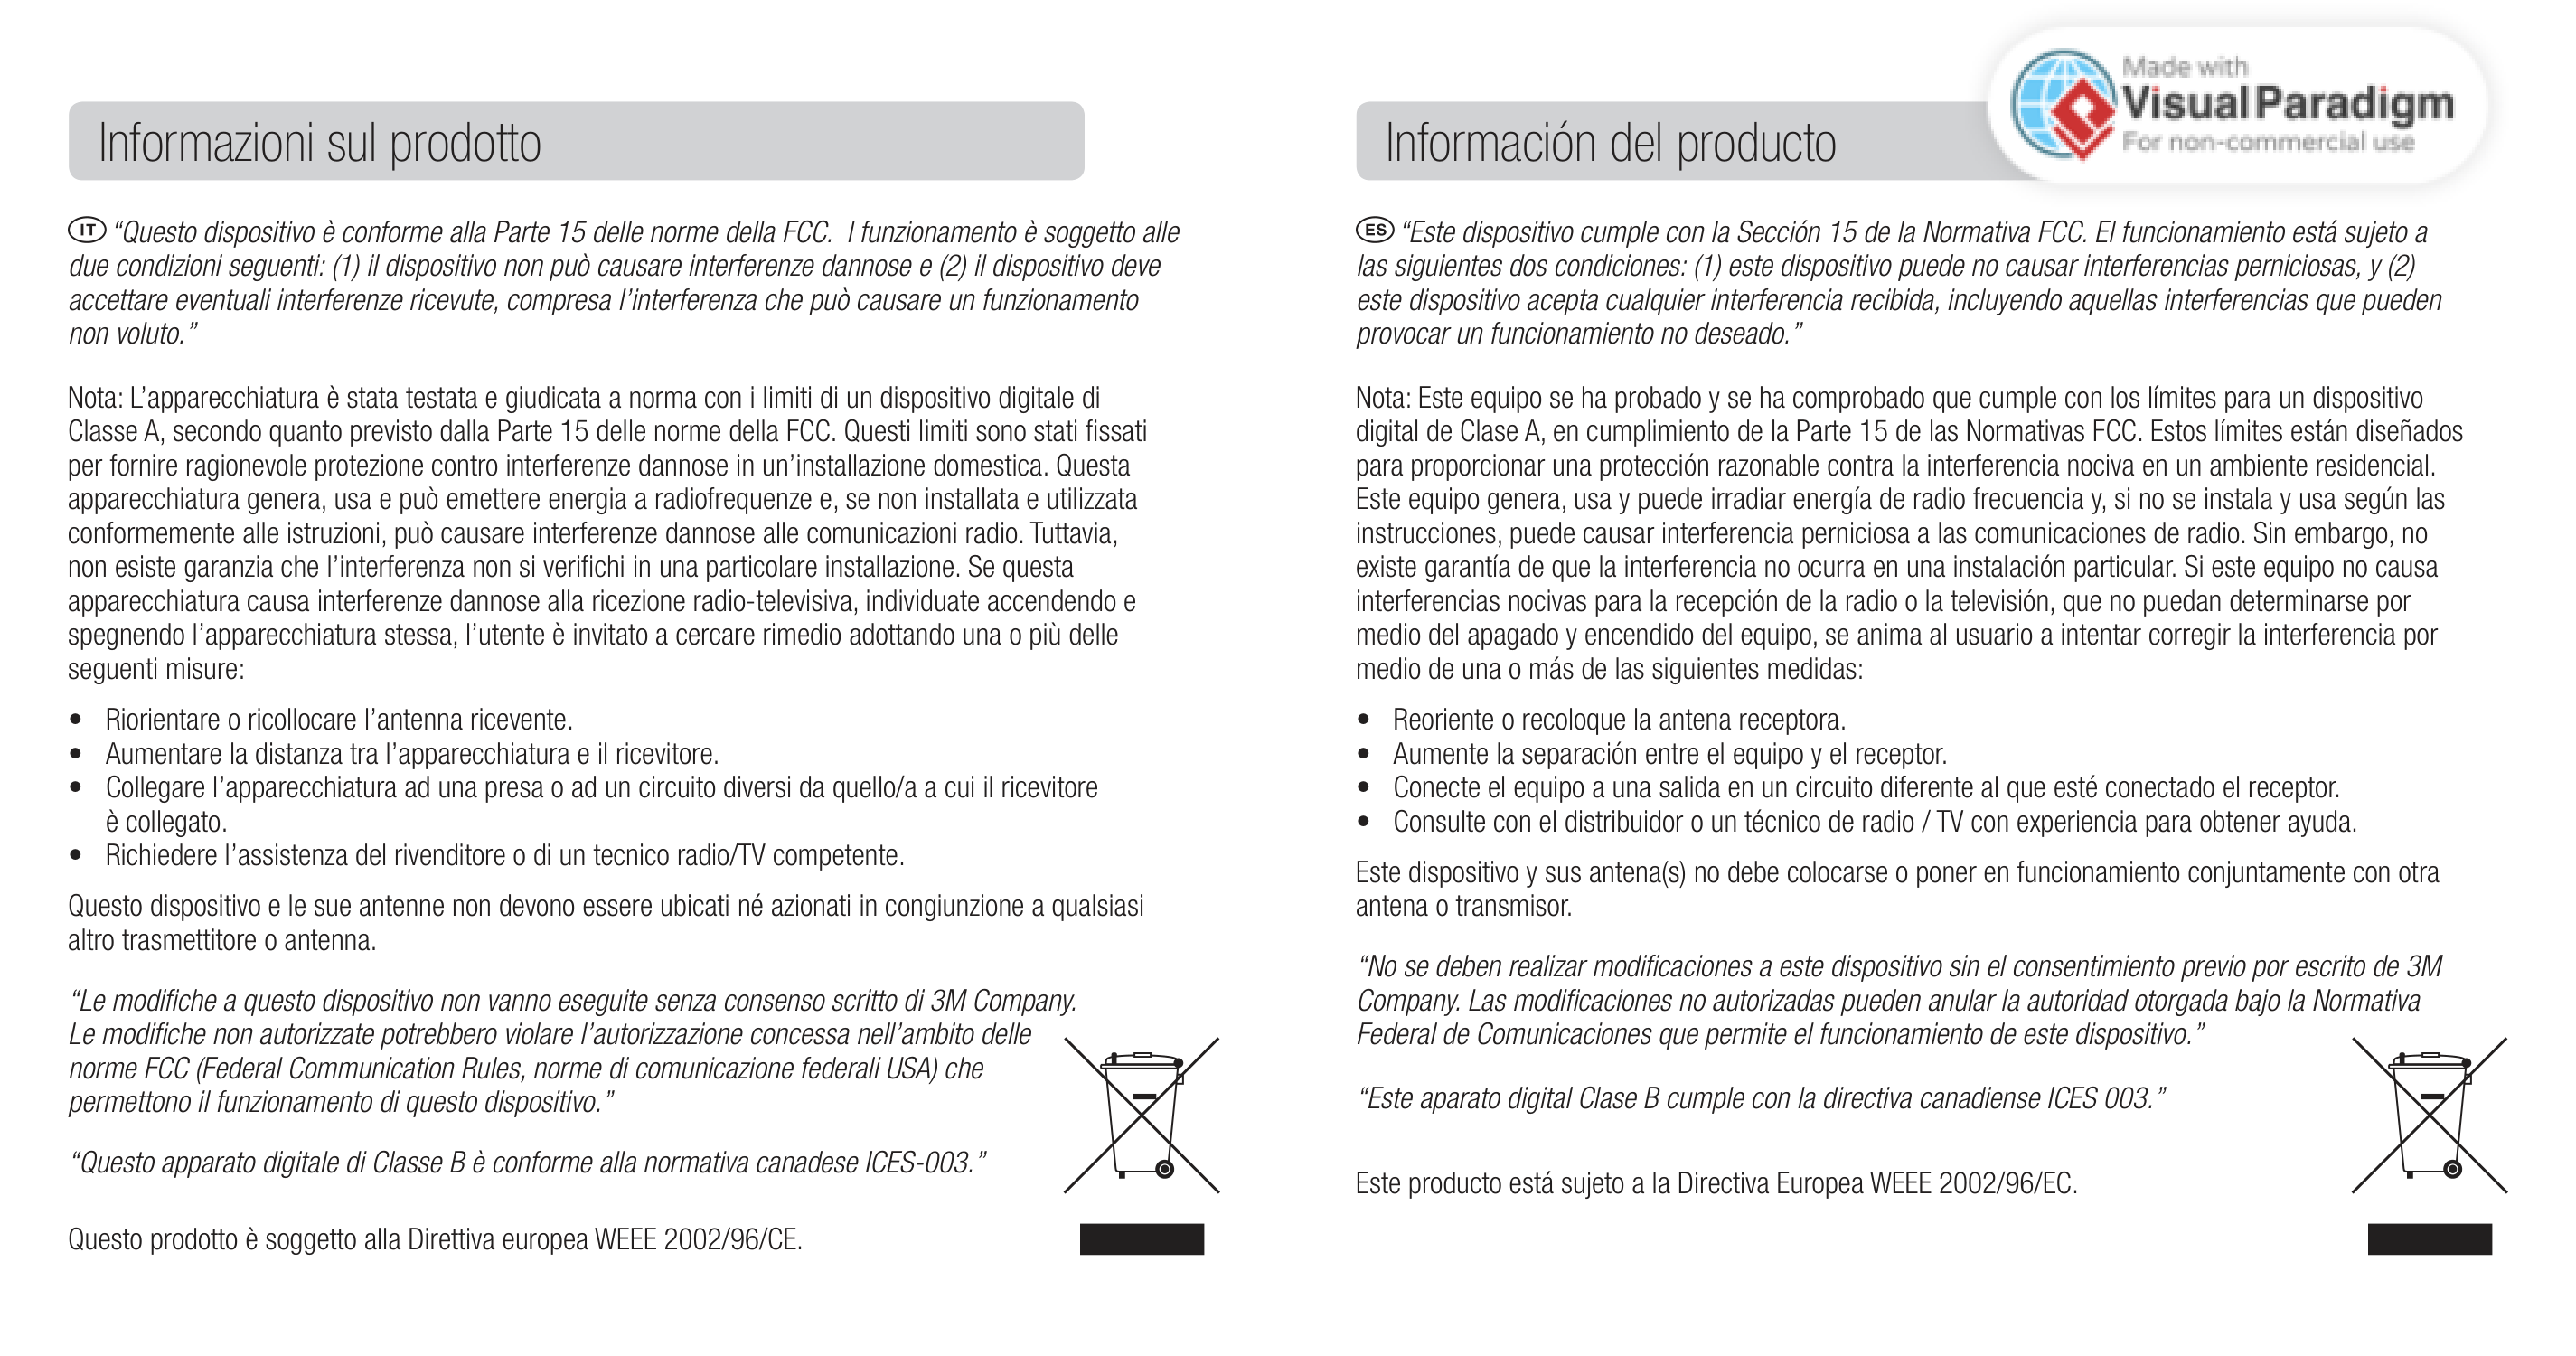 Informazioni sul prodotto
IT “Questo dispositivo è conforme alla Parte 15 delle norme della FCC.  I funzionamento è soggetto alle
due condizioni seguenti: (1) il dispositivo non può causare interferenze dannose e (2) il dispositivo deve
accettare eventuali interferenze ricevute, compresa l’interferenza che può causare un funzionamento
non voluto.”
Nota: L’apparecchiatura è stata testata e giudicata a norma con i limiti di un dispositivo digitale di
Classe A, secondo quanto previsto dalla Parte 15 delle norme della FCC. Questi limiti sono stati fissati
per fornire ragionevole protezione contro interferenze dannose in un’installazione domestica. Questa
apparecchiatura genera, usa e può emettere energia a radiofrequenze e, se non installata e utilizzata
conformemente alle istruzioni, può causare interferenze dannose alle comunicazioni radio. Tuttavia,
non esiste garanzia che l’interferenza non si verifichi in una particolare installazione. Se questa
apparecchiatura causa interferenze dannose alla ricezione radio-televisiva, individuate accendendo e
spegnendo l’apparecchiatura stessa, l’utente è invitato a cercare rimedio adottando una o più delle
seguenti misure:
• Riorientare o ricollocare l’antenna ricevente.
• Aumentare la distanza tra l’apparecchiatura e il ricevitore.
• Collegare l’apparecchiatura ad una presa o ad un circuito diversi da quello/a a cui il ricevitore
è collegato.
• Richiedere l’assistenza del rivenditore o di un tecnico radio/TV competente.
Questo dispositivo e le sue antenne non devono essere ubicati né azionati in congiunzione a qualsiasi
altro trasmettitore o antenna.
“Le modifiche a questo dispositivo non vanno eseguite senza consenso scritto di 3M Company.
Le modifiche non autorizzate potrebbero violare l’autorizzazione concessa nell’ambito delle
norme FCC (Federal Communication Rules, norme di comunicazione federali USA) che
permettono il funzionamento di questo dispositivo.”
“Questo apparato digitale di Classe B è conforme alla normativa canadese ICES-003.”
Questo prodotto è soggetto alla Direttiva europea WEEE 2002/96/CE.
Información del producto
Made with
Visual Paradigm
For non-commercial use
ES “Este dispositivo cumple con la Sección 15 de la Normativa FCC. El funcionamiento está sujeto a
las siguientes dos condiciones: (1) este dispositivo puede no causar interferencias perniciosas, y (2)
este dispositivo acepta cualquier interferencia recibida, incluyendo aquellas interferencias que pueden
provocar un funcionamiento no deseado.”
Nota: Este equipo se ha probado y se ha comprobado que cumple con los límites para un dispositivo
digital de Clase A, en cumplimiento de la Parte 15 de las Normativas FCC. Estos límites están diseñados
para proporcionar una protección razonable contra la interferencia nociva en un ambiente residencial.
Este equipo genera, usa y puede irradiar energía de radio frecuencia y, si no se instala y usa según las
instrucciones, puede causar interferencia perniciosa a las comunicaciones de radio. Sin embargo, no
existe garantía de que la interferencia no ocurra en una instalación particular. Si este equipo no causa
interferencias nocivas para la recepción de la radio o la televisión, que no puedan determinarse por
medio del apagado y encendido del equipo, se anima al usuario a intentar corregir la interferencia por
medio de una o más de las siguientes medidas:
• Reoriente o recoloque la antena receptora.
• Aumente la separación entre el equipo y el receptor.
• Conecte el equipo a una salida en un circuito diferente al que esté conectado el receptor.
• Consulte con el distribuidor o un técnico de radio / TV con experiencia para obtener ayuda.
Este dispositivo y sus antena(s) no debe colocarse o poner en funcionamiento conjuntamente con otra
antena o transmisor.
“No se deben realizar modificaciones a este dispositivo sin el consentimiento previo por escrito de 3M
Company. Las modificaciones no autorizadas pueden anular la autoridad otorgada bajo la Normativa
Federal de Comunicaciones que permite el funcionamiento de este dispositivo.”
“Este aparato digital Clase B cumple con la directiva canadiense ICES 003.”
Este producto está sujeto a la Directiva Europea WEEE 2002/96/EC.